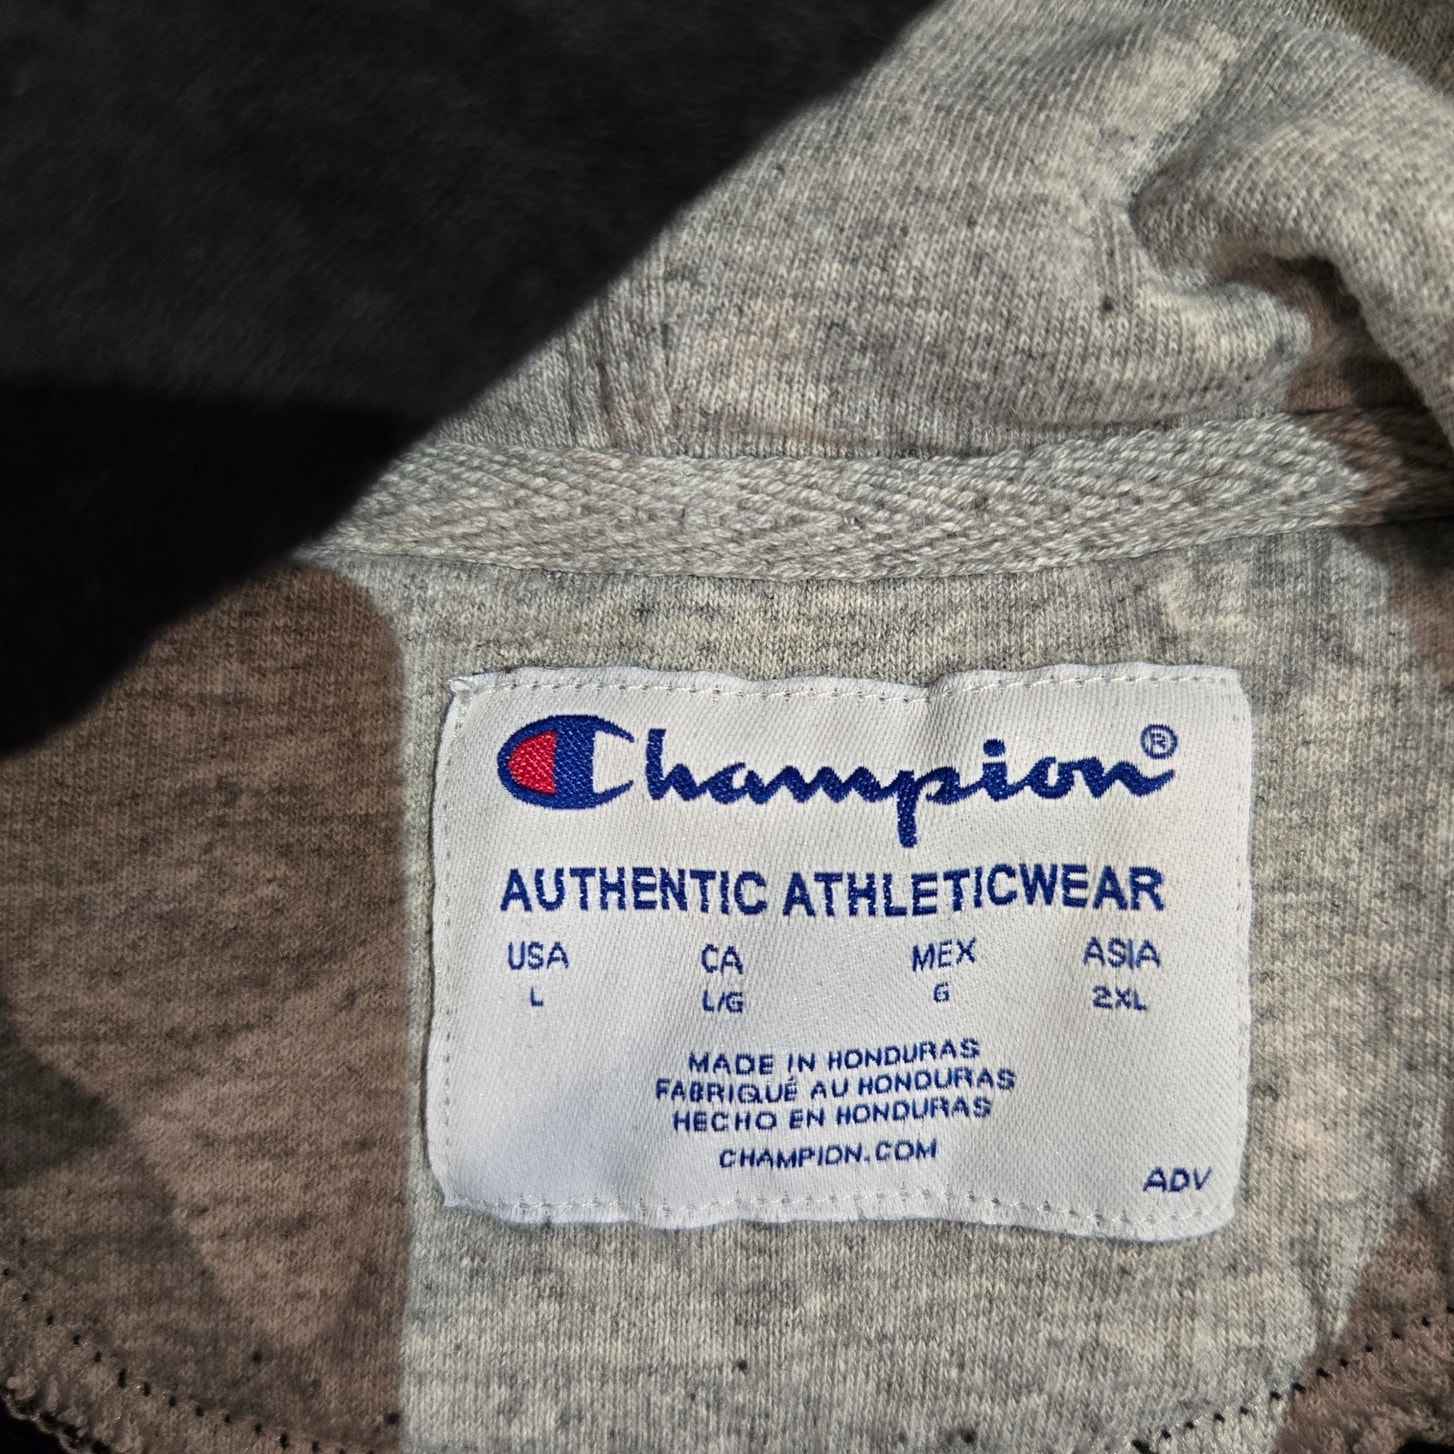 Champion®
AUTHENTIC ATHLETICWEAR
USA CA MEX ASIA
L L/G G 2XL
MADE IN HONDURAS
FABRIQUÉ AU HONDURAS
HECHO EN HONDURAS
CHAMPION.COM
ADV